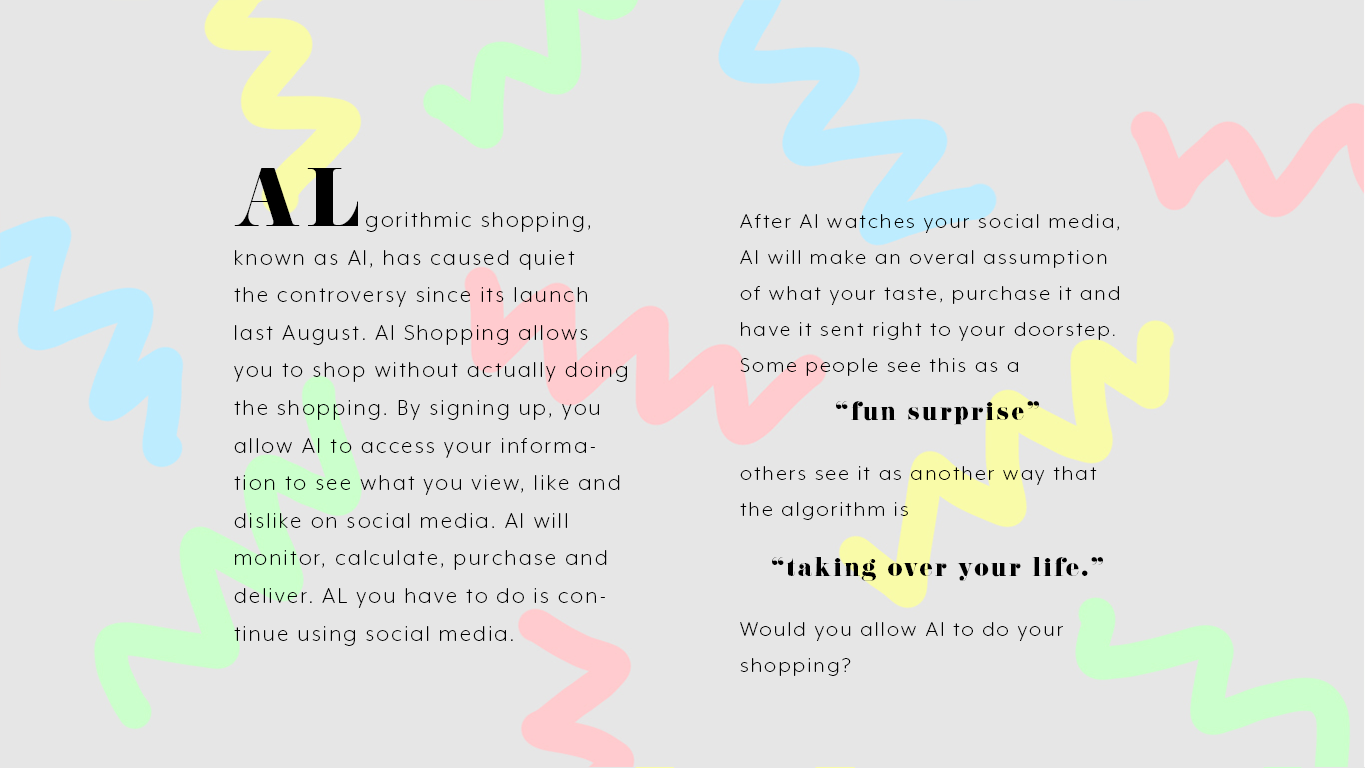 ALgorithmic shopping,
known as AI, has caused quiet
the controversy since its launch
last August. AI Shopping allows
you to shop without actually doing
the shopping. By signing up, you
allow AI to access your informa-
tion to see what you view, like and
dislike on social media. AI will
monitor, calculate, purchase and
deliver. AL you have to do is con-
tinue using social media.
After AI watches your social media,
AI will make an overal assumption
of what your taste, purchase it and
have it sent right to your doorstep.
Some people see this as a
“fun surprise”
others see it as another way that
the algorithm is
“taking over your life.”
Would you allow AI to do your
shopping?